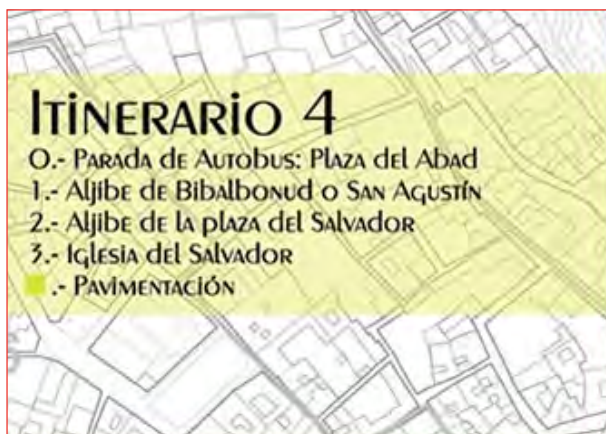 Itinerario 4
0.- Parada de Autobus: Plaza del Abad
1.- Aljibe de Bibalbonud o San Agustín
2.- Aljibe de la plaza del Salvador
3.- Iglesia del Salvador
.- Pavimentación